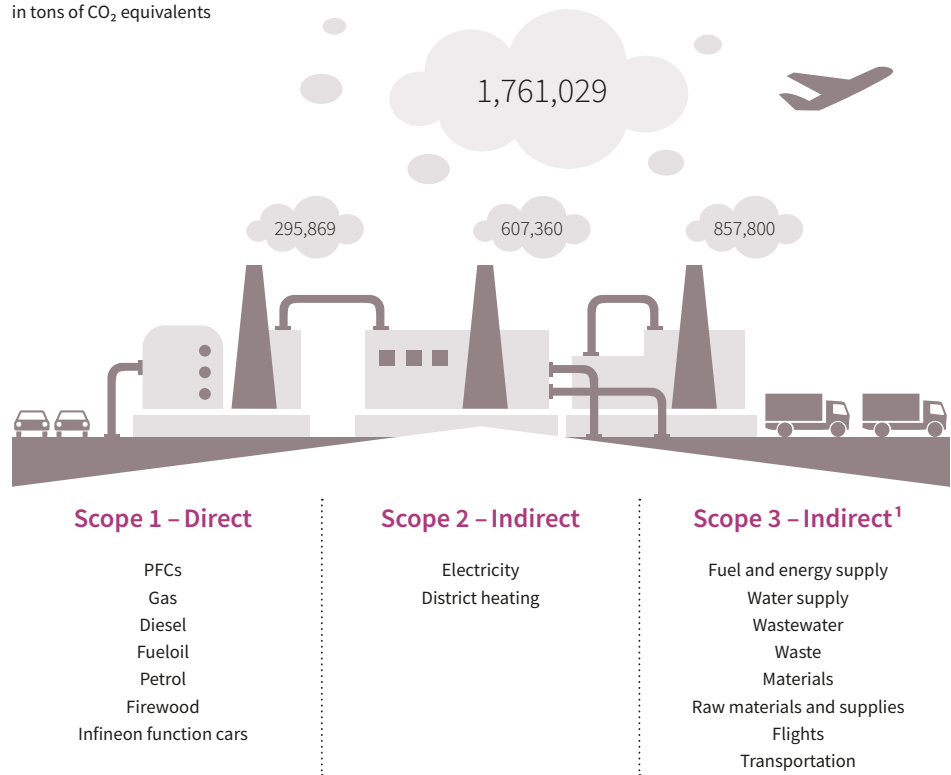 in tons of CO₂ equivalents
1,761,029
295,869
607,360
857,800
Scope 1 – Direct
PFCs
Gas
Diesel
Fueloil
Petrol
Firewood
Infineon function cars
Scope 2 – Indirect
Electricity
District heating
Scope 3 – Indirect¹
Fuel and energy supply
Water supply
Wastewater
Waste
Materials
Raw materials and supplies
Flights
Transportation